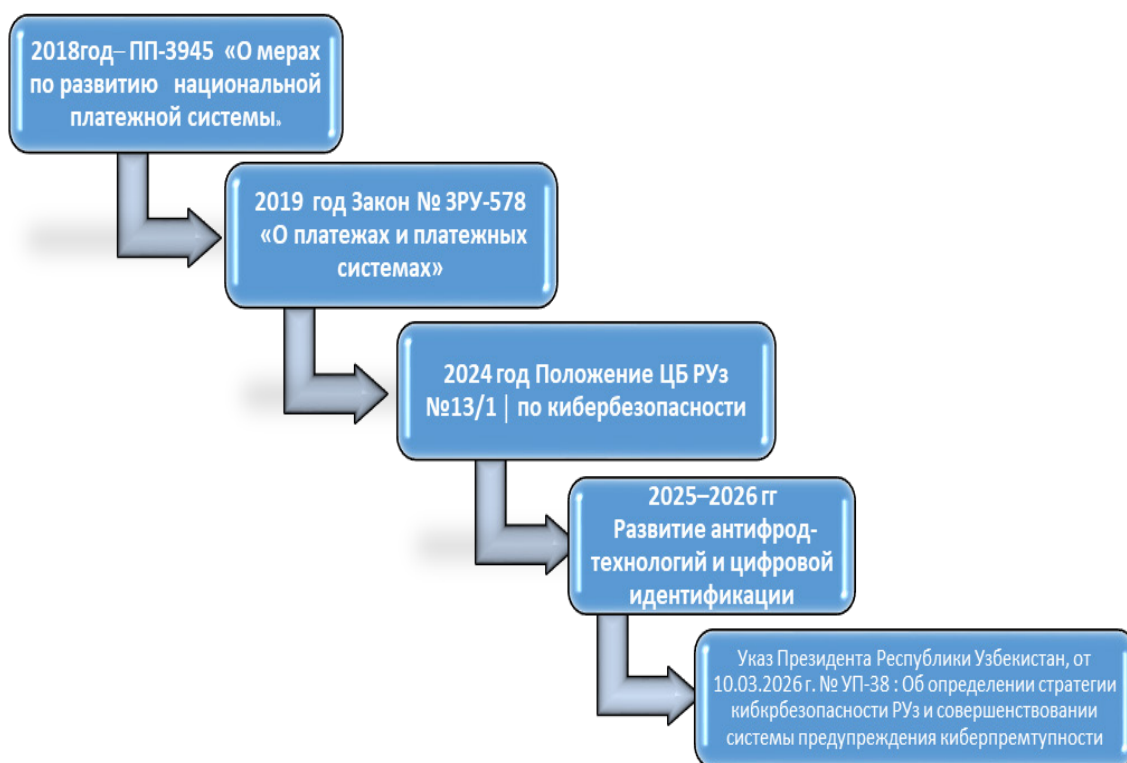 2018год– ПП-3945 «О мерах
по развитию национальной
платежной системы.»
2019 год Закон № ЗРУ-578
«О платежах и платежных
системах»
2024 год Положение ЦБ РУз
№13/1 | по кибербезопасности
2025–2026 гг
Развитие антифрод-
технологий и цифровой
идентификации
Указ Президента Республики Узбекистан, от
10.03.2026 г. № УП-38 : Об определении стратегии
кибкрбезопасности РУз и совершенствовании
системы предупреждения киберпремтупности